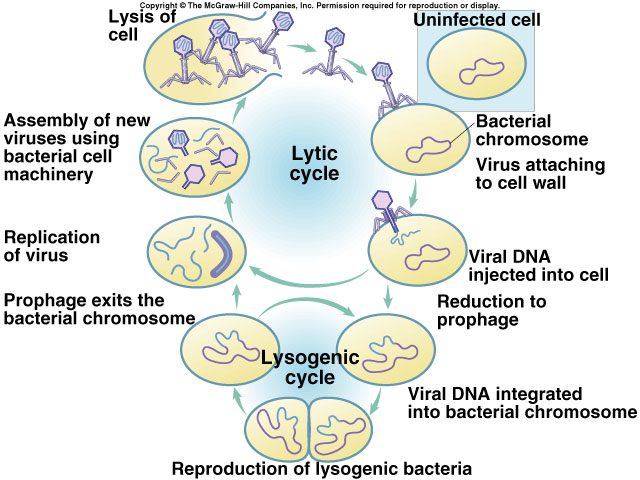 Copyright © The McGraw-Hill Companies, Inc. Permission required for reproduction or display.
Lysis of
cell
Uninfected cell
Assembly of new
viruses using
bacterial cell
machinery
Lytic
cycle
Bacterial
chromosome
Virus attaching
to cell wall
Replication
of virus
Viral DNA
injected into cell
Prophage exits the
bacterial chromosome
Reduction to
prophage
Lysogenic
cycle
Viral DNA integrated
into bacterial chromosome
Reproduction of lysogenic bacteria